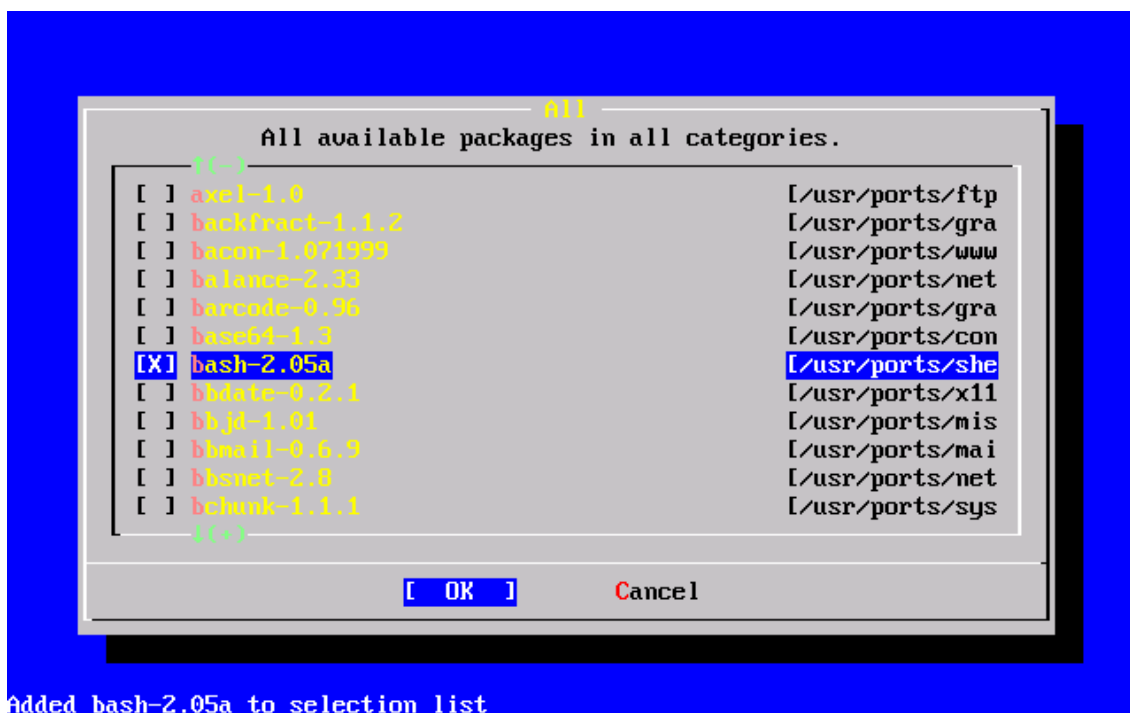 All
All available packages in all categories.
↑(-)
[ ] axel-1.0 [/usr/ports/ftp
[ ] backfract-1.1.2 [/usr/ports/gra
[ ] bacon-1.071999 [/usr/ports/www
[ ] balance-2.33 [/usr/ports/net
[ ] barcode-0.96 [/usr/ports/gra
[ ] base64-1.3 [/usr/ports/con
[X] bash-2.05a [/usr/ports/she
[ ] bbdate-0.2.1 [/usr/ports/x11
[ ] bbjd-1.01 [/usr/ports/mis
[ ] bbmail-0.6.9 [/usr/ports/mai
[ ] bbsnet-2.8 [/usr/ports/net
[ ] bchunk-1.1.1 [/usr/ports/sys
↓(+)
[ OK ] Cancel
Added bash-2.05a to selection list